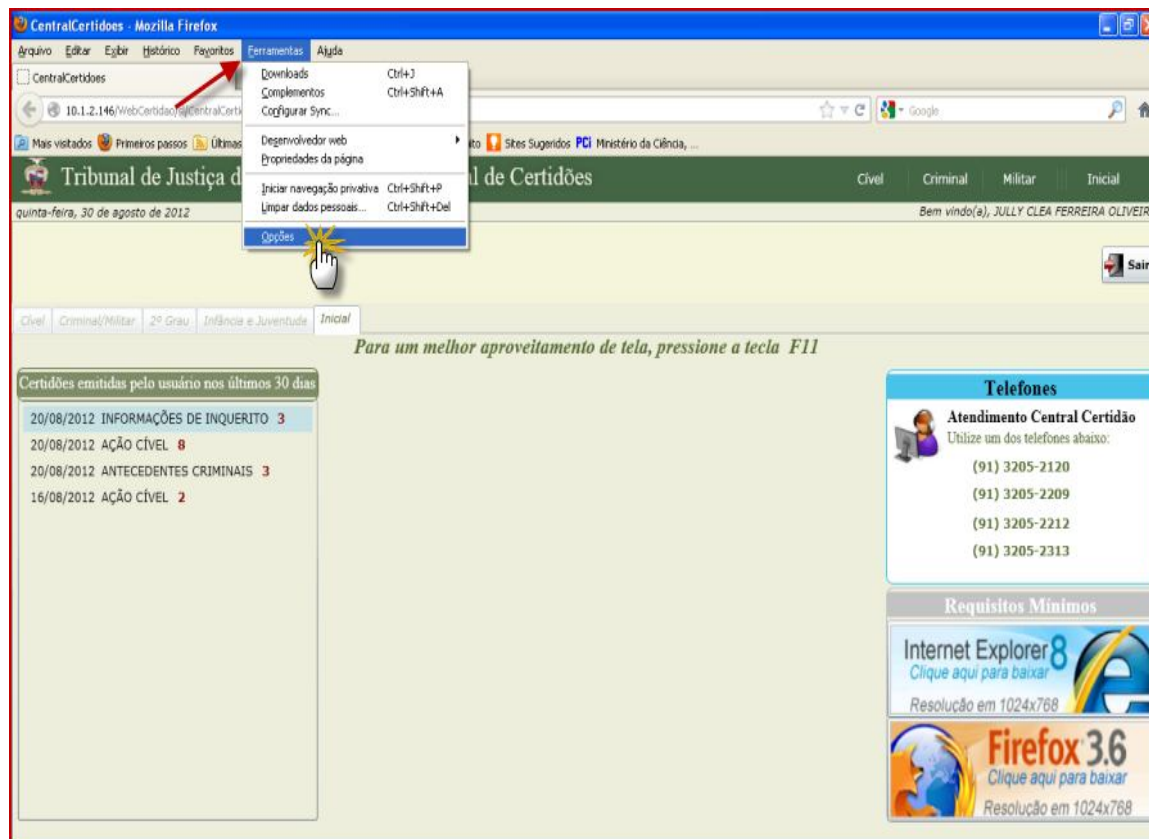 CentralCertidoes - Mozilla Firefox
Arquivo Editar Exibir Histórico Favoritos Ferramentas Ajuda
CentralCertidoes
Downloads Ctrl+J
Complementos Ctrl+Shift+A
Configurar Sync...
Desenvolvedor web
Propriedades da página
Iniciar navegação privativa Ctrl+Shift+P
Limpar dados pessoais... Ctrl+Shift+Del
Opções
10.1.2.146/WebCertidao/
Google
Mais visitados Primeiros passos Últimas Sites Sugeridos PCi Ministério da Ciência, ...
Tribunal de Justiça d l de Certidões
Cível Criminal Militar Inicial
quinta-feira, 30 de agosto de 2012
Bem vindo(a), JULLY CLEA FERREIRA OLIVEIR
Sair
Cível Criminal/Militar 2º Grau Infância e Juventude Inicial
Para um melhor aproveitamento de tela, pressione a tecla F11
Certidões emitidas pelo usuário nos últimos 30 dias
20/08/2012 INFORMAÇÕES DE INQUERITO 3
20/08/2012 AÇÃO CÍVEL 8
20/08/2012 ANTECEDENTES CRIMINAIS 3
16/08/2012 AÇÃO CÍVEL 2
Telefones
Atendimento Central Certidão
Utilize um dos telefones abaixo:
(91) 3205-2120
(91) 3205-2209
(91) 3205-2212
(91) 3205-2313
Requisitos Mínimos
Internet Explorer 8
Clique aqui para baixar
Resolução em 1024x768
Firefox 3.6
Clique aqui para baixar
Resolução em 1024x768